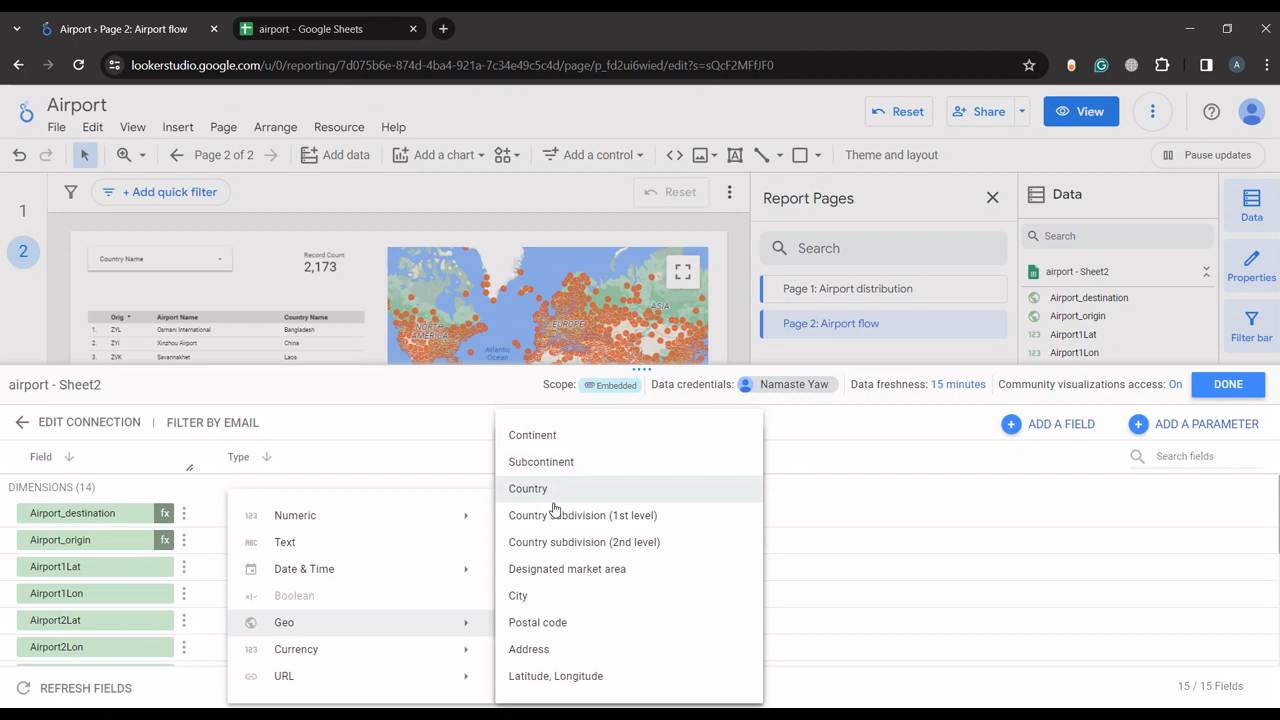 Airport › Page 2: Airport flow
airport - Google Sheets
lookerstudio.google.com/u/0/reporting/7d075b6e-874d-4ba4-921a-7c34e49c5c4d/page/p_fd2ui6wied/edit?s=sQcF2MFfJF0
A
Airport
Reset
Share
View
File Edit View Insert Page Arrange Resource Help
Page 2 of 2
Add data
Add a chart
Add a control
Theme and layout
Pause updates
+ Add quick filter
Reset
Report Pages
Data
1
2
Search
Search
Data
Properties
Filter bar
Country Name
Record Count
2,173
airport - Sheet2
Page 1: Airport distribution
Page 2: Airport flow
Airport_destination
Airport_origin
123 Airport1Lat
123 Airport1Lon
Orig Airport Name Country Name
1. ZYL Osmani International Bangladesh
2. ZYI Xinzhou Airport China
3. ZVK Savannakhet Laos
NORTH AMERICA
Atlantic Ocean
EUROPE
ASIA
airport - Sheet2
Scope: Embedded
Data credentials: Namaste Yaw
Data freshness: 15 minutes
Community visualizations access: On
DONE
EDIT CONNECTION | FILTER BY EMAIL
ADD A FIELD
ADD A PARAMETER
Field
Type
Search fields
DIMENSIONS (14)
Airport_destination fx
Airport_origin fx
Airport1Lat
Airport1Lon
Airport2Lat
Airport2Lon
123 Numeric
ABC Text
Date & Time
Boolean
Geo
123 Currency
URL
Continent
Subcontinent
Country
Country subdivision (1st level)
Country subdivision (2nd level)
Designated market area
City
Postal code
Address
Latitude, Longitude
REFRESH FIELDS
15 / 15 Fields